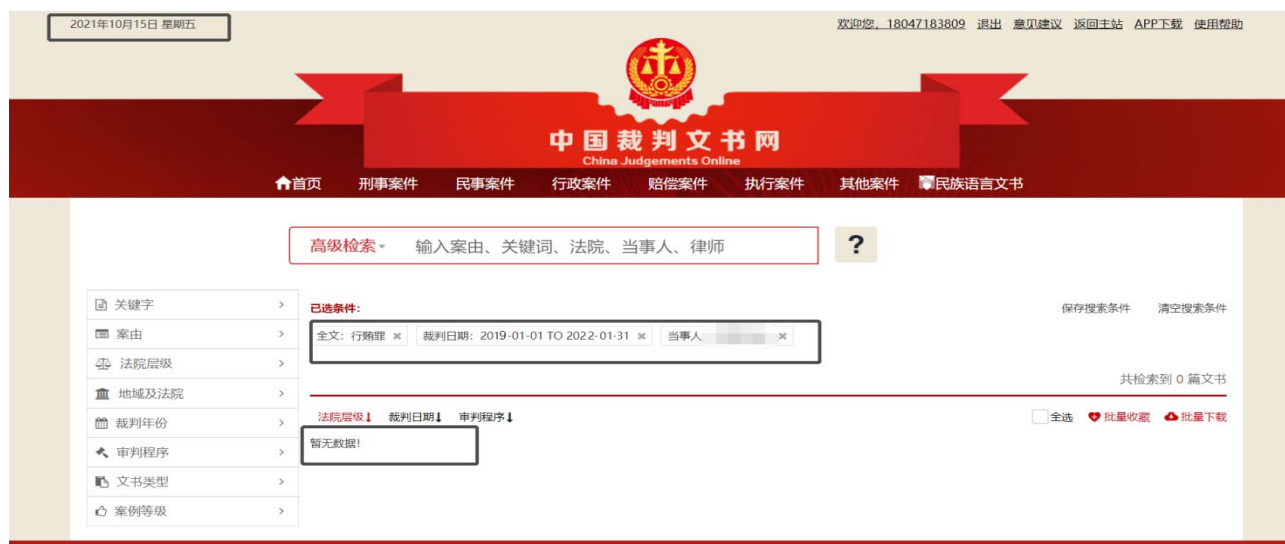 2021年10月15日 星期五
欢迎您，18047183809 退出 意见建议 返回主站 APP下载 使用帮助
中国裁判文书网
China Judgements Online
首页 刑事案件 民事案件 行政案件 赔偿案件 执行案件 其他案件 民族语言文书
高级检索 输入案由、关键词、法院、当事人、律师 ?
关键字
案由
法院层级
地域及法院
裁判年份
审判程序
文书类型
案例等级
已选条件: 保存搜索条件 清空搜索条件
全文：行贿罪 × 裁判日期：2019-01-01 TO 2022-01-31 × 当事人 ×
共检索到 0 篇文书
法院层级 裁判日期 审判程序 全选 批量收藏 批量下载
暂无数据!